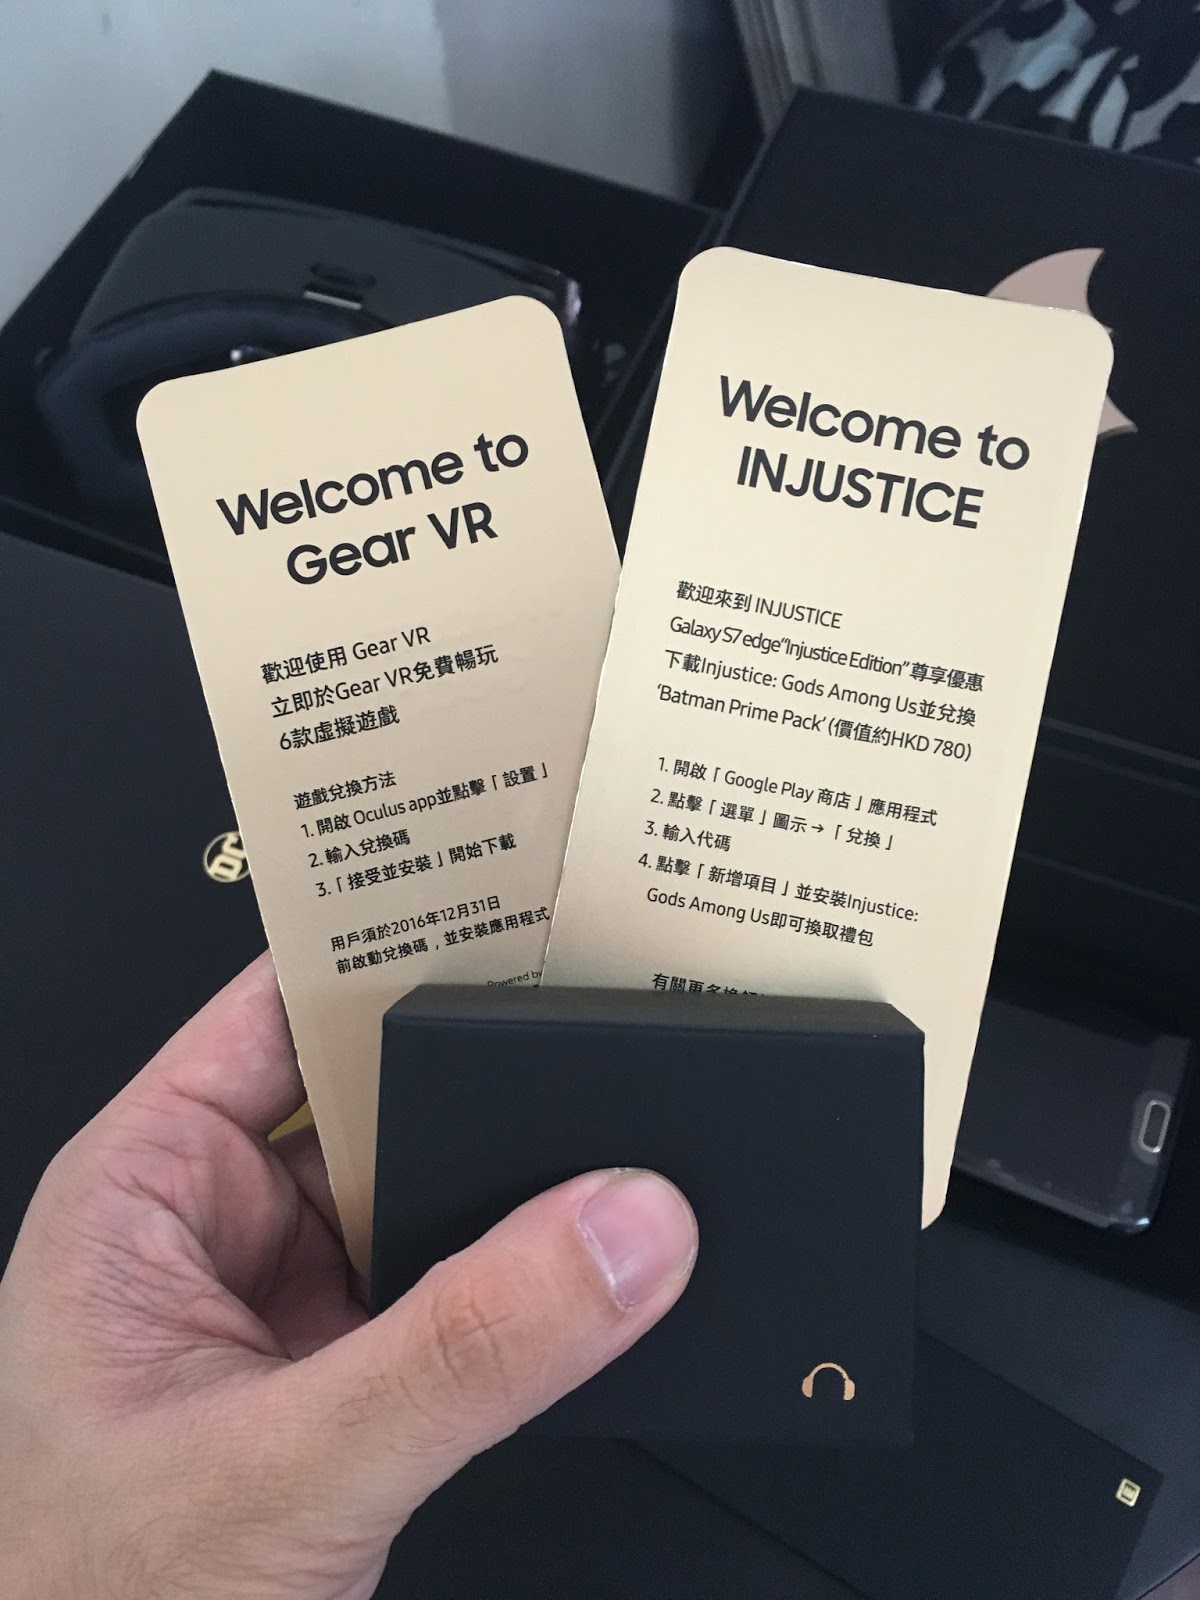 Welcome to
Gear VR
歡迎使用 Gear VR
立即於Gear VR免費暢玩
6款虛擬遊戲
遊戲兌換方法
1. 開啟 Oculus app並點擊「設置」
2. 輸入兌換碼
3.「接受並安裝」開始下載
用戶須於2016年12月31日
前啟動兌換碼，並安裝應用程式
Powered by
Welcome to
INJUSTICE
歡迎來到 INJUSTICE
Galaxy S7 edge “Injustice Edition” 尊享優惠
下載Injustice: Gods Among Us並兌換
‘Batman Prime Pack’ (價值約HKD 780)
1. 開啟「Google Play 商店」應用程式
2. 點擊「選單」圖示→「兌換」
3. 輸入代碼
4. 點擊「新增項目」並安裝Injustice:
Gods Among Us即可換取禮包
有關更多換領
DC